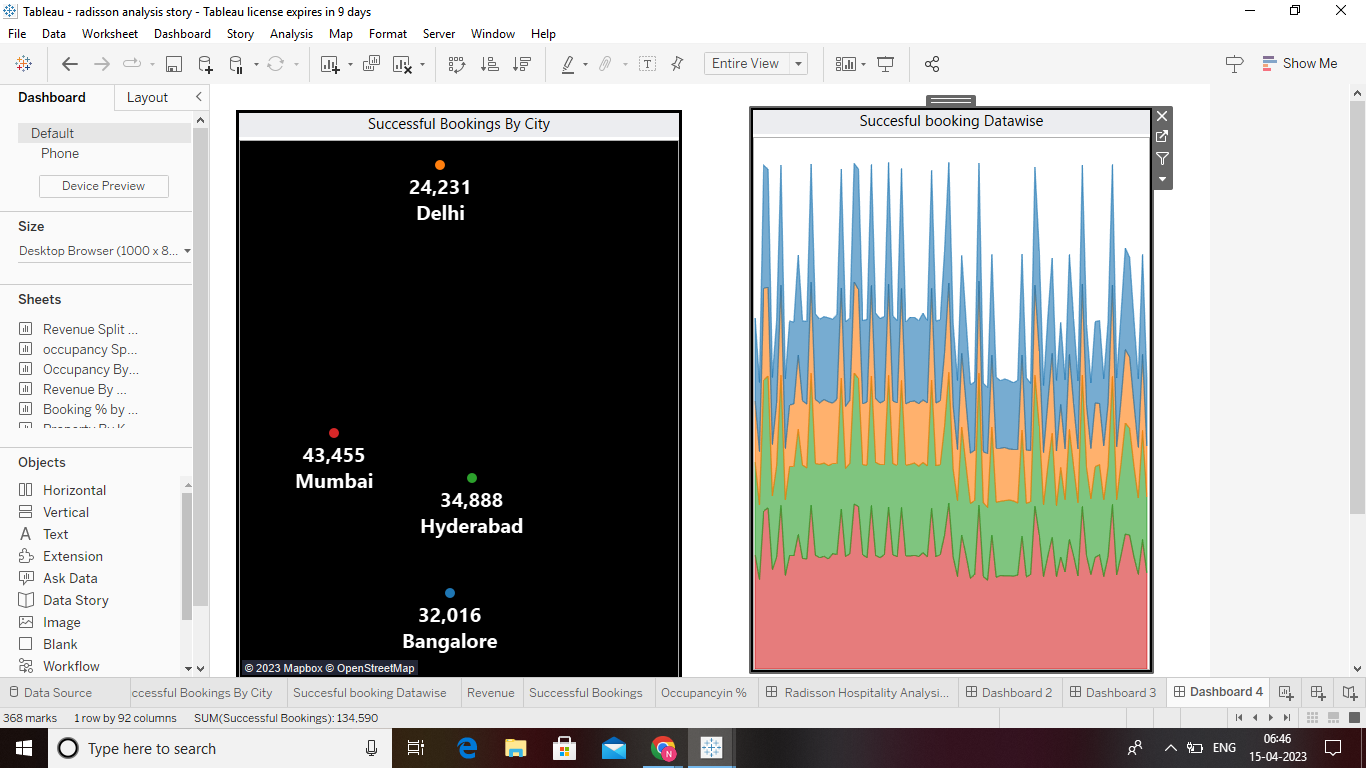 Tableau - radisson analysis story - Tableau license expires in 9 days
File Data Worksheet Dashboard Story Analysis Map Format Server Window Help
Entire View
Show Me
Dashboard Layout
Default
Phone
Device Preview
Size
Desktop Browser (1000 x 8...
Sheets
Revenue Split ...
occupancy Sp...
Occupancy By...
Revenue By ...
Booking % by ...
Objects
Horizontal
Vertical
Text
Extension
Ask Data
Data Story
Image
Blank
Workflow
Successful Bookings By City
24,231
Delhi
43,455
Mumbai
34,888
Hyderabad
32,016
Bangalore
© 2023 Mapbox © OpenStreetMap
Succesful booking Datawise
Data Source ccessful Bookings By City Succesful booking Datawise Revenue Successful Bookings Occupancyin % Radisson Hospitality Analysi... Dashboard 2 Dashboard 3 Dashboard 4
368 marks 1 row by 92 columns SUM(Successful Bookings): 134.590
Type here to search
N
ENG
06:46
15-04-2023